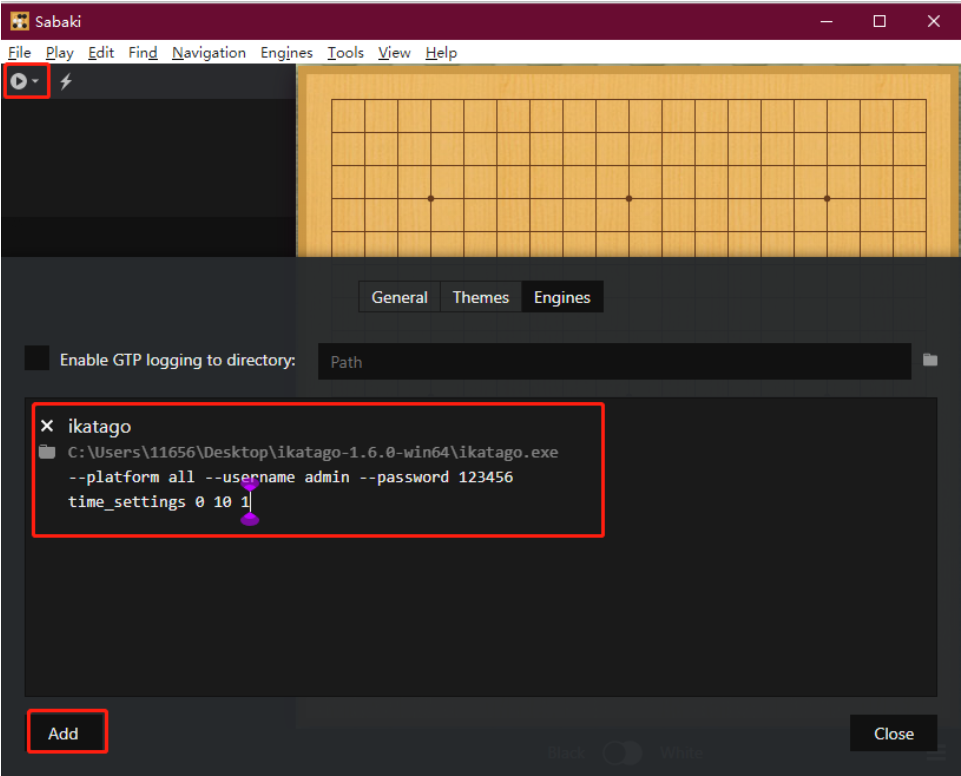 Sabaki
File Play Edit Find Navigation Engines Tools View Help
General Themes Engines
Enable GTP logging to directory: Path
ikatago
C:\Users\11656\Desktop\ikatago-1.6.0-win64\ikatago.exe
--platform all --username admin --password 123456
time_settings 0 10 1
Add Close
Black White